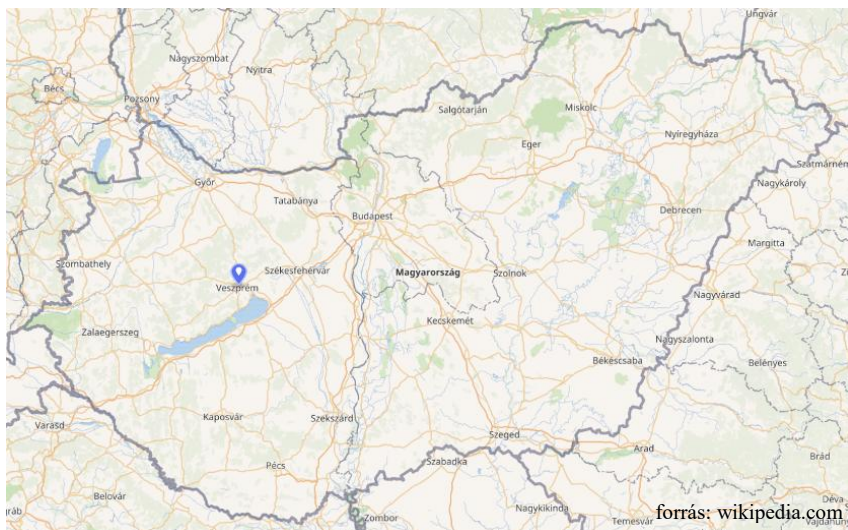 Ungvár
Nagyszombat
Nyitra
Bécs
Pozsony
Salgótarján
Miskolc
Nyíregyháza
Eger
Szatmárném
Győr
Nagykároly
Tatabánya
Budapest
Debrecen
Margitta
Szombathely
Székesfehérvár
Magyarország
Szolnok
Veszprém
Nagyvárad
Kecskemét
Zalaegerszeg
Nagyszalonta
Békéscsaba
Belényes
Kaposvár
Szekszárd
Varasd
Szeged
Arad
Brád
Pécs
Szabadka
Belovár
Déva
Nagykikinda
forrás: wikipedia.com
Zombor
Temesvár
Vajdahun